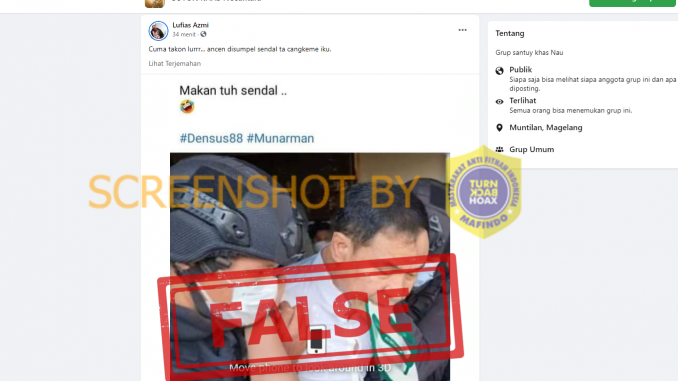 Lufias Azmi
34 menit
Cuma takon lurrr... ancen disumpel sendal ta cangkeme iku.
Lihat Terjemahan
Makan tuh sendal ..
#Densus88 #Munarman
Tentang
Grup santuy khas Nau
Publik
Siapa saja bisa melihat siapa anggota grup ini dan apa
diposting.
Terlihat
Semua orang bisa menemukan grup ini.
Muntilan, Magelang
Grup Umum
SCREENSHOT BY
MASYARAKAT ANTI FITNAH INDONESIA
TURN
BACK
HOAX
MAFINDO
FALSE
Move phone to look around in 3D